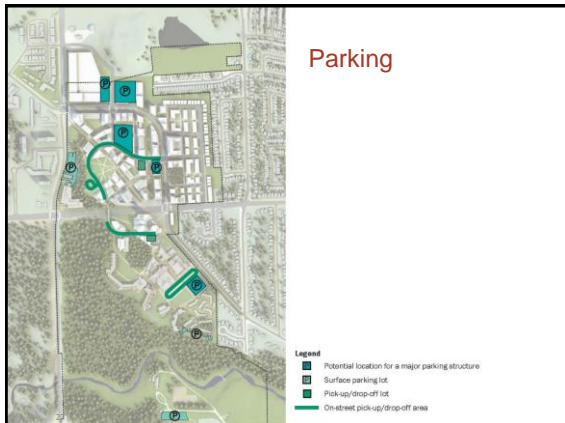 Parking
P
P
P
P
P
P
P
P
Legend
P Potential location for a major parking structure
P Surface parking lot
Pick-up/drop-off lot
On-street pick-up/drop-off area